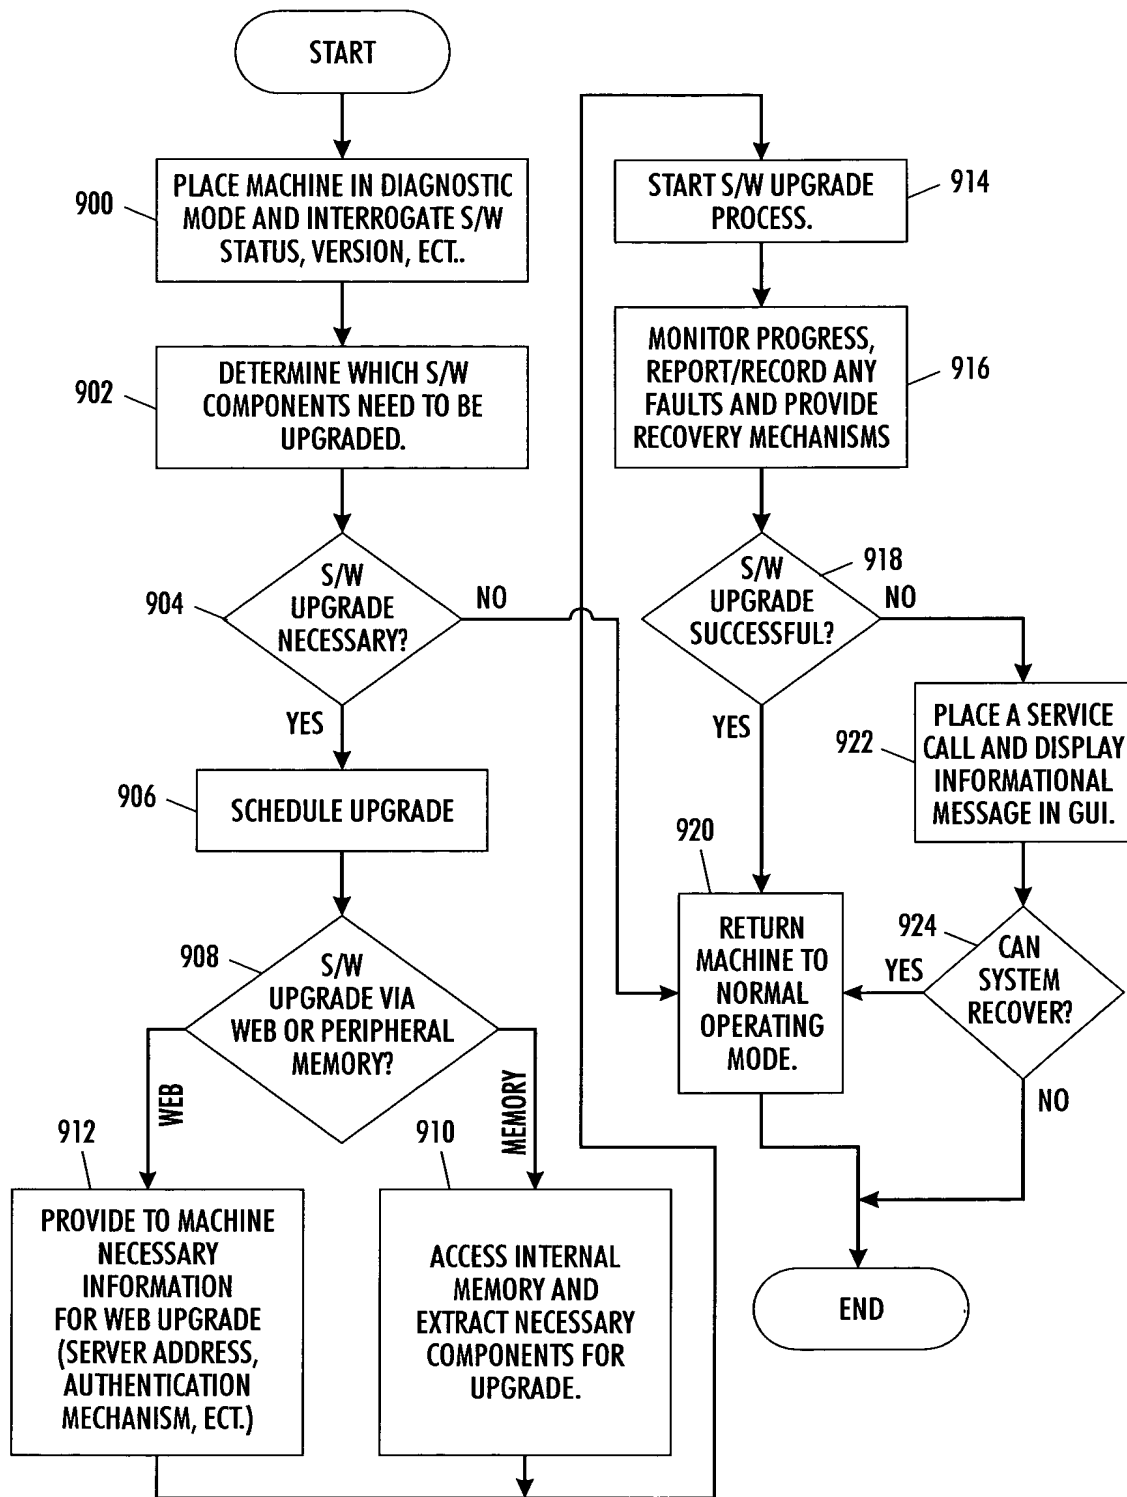 START
900
PLACE MACHINE IN DIAGNOSTIC
MODE AND INTERROGATE S/W
STATUS, VERSION, ECT..
902
DETERMINE WHICH S/W
COMPONENTS NEED TO BE
UPGRADED.
904
S/W
UPGRADE
NECESSARY?
NO
YES
906
SCHEDULE UPGRADE
908
S/W
UPGRADE VIA
WEB OR PERIPHERAL
MEMORY?
WEB
MEMORY
912
PROVIDE TO MACHINE
NECESSARY
INFORMATION
FOR WEB UPGRADE
(SERVER ADDRESS,
AUTHENTICATION
MECHANISM, ECT.)
910
ACCESS INTERNAL
MEMORY AND
EXTRACT NECESSARY
COMPONENTS FOR
UPGRADE.
914
START S/W UPGRADE
PROCESS.
916
MONITOR PROGRESS,
REPORT/RECORD ANY
FAULTS AND PROVIDE
RECOVERY MECHANISMS
918
S/W
UPGRADE
SUCCESSFUL?
NO
YES
922
PLACE A SERVICE
CALL AND DISPLAY
INFORMATIONAL
MESSAGE IN GUI.
920
RETURN
MACHINE TO
NORMAL
OPERATING
MODE.
924
CAN
SYSTEM
RECOVER?
YES
NO
END